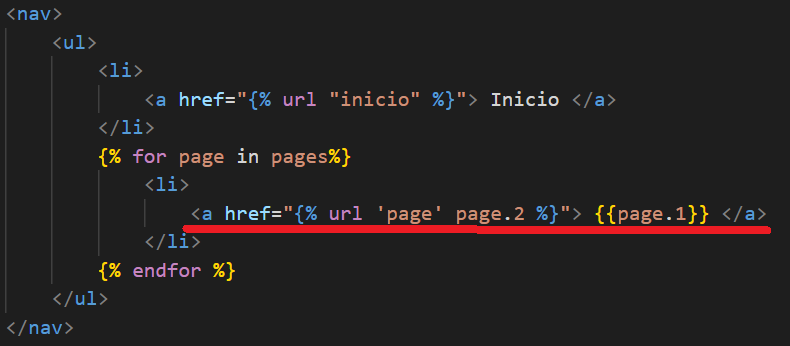 <nav>
<ul>
<li>
<a href="{% url "inicio" %}"> Inicio </a>
</li>
{% for page in pages%}
<li>
<a href="{% url 'page' page.2 %}"> {{page.1}} </a>
</li>
{% endfor %}
</ul>
</nav>